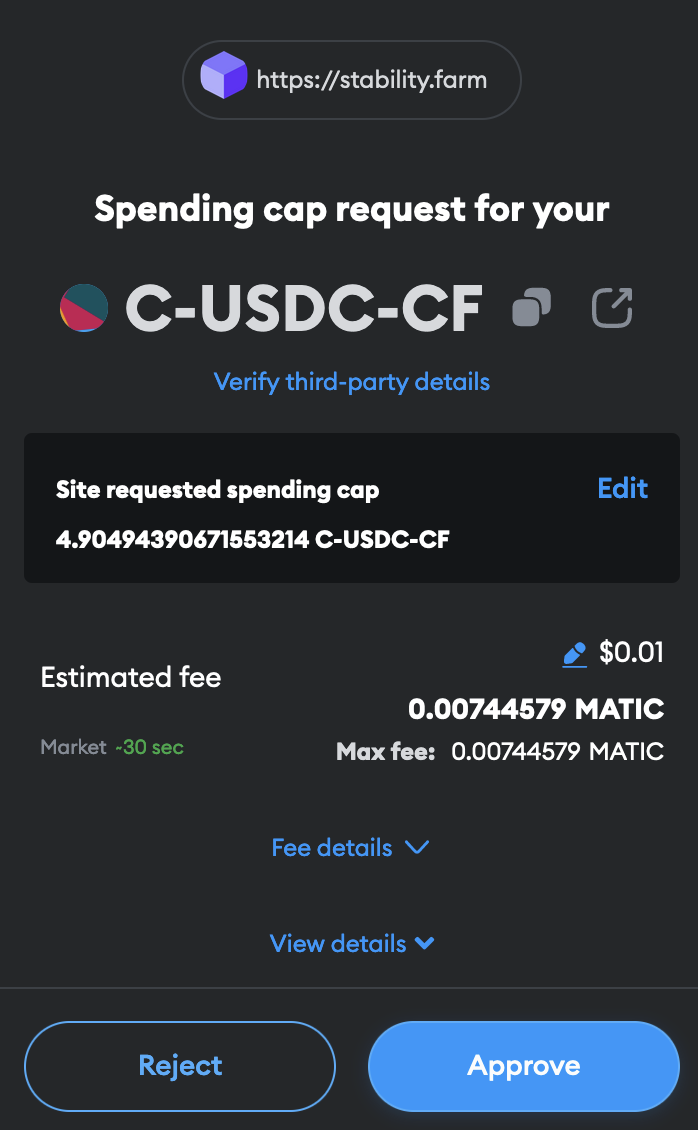 https://stability.farm
Spending cap request for your
C-USDC-CF
Verify third-party details
Site requested spending cap
Edit
4.90494390671553214 C-USDC-CF
$0.01
Estimated fee
0.00744579 MATIC
Market ~30 sec
Max fee: 0.00744579 MATIC
Fee details
View details
Reject
Approve